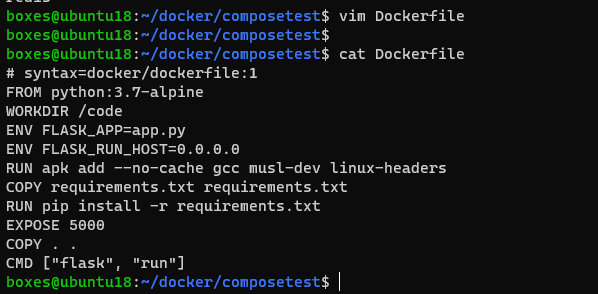 boxes@ubuntu18:~/docker/composetest$ vim Dockerfile
boxes@ubuntu18:~/docker/composetest$
boxes@ubuntu18:~/docker/composetest$ cat Dockerfile
# syntax=docker/dockerfile:1
FROM python:3.7-alpine
WORKDIR /code
ENV FLASK_APP=app.py
ENV FLASK_RUN_HOST=0.0.0.0
RUN apk add --no-cache gcc musl-dev linux-headers
COPY requirements.txt requirements.txt
RUN pip install -r requirements.txt
EXPOSE 5000
COPY . .
CMD ["flask", "run"]
boxes@ubuntu18:~/docker/composetest$